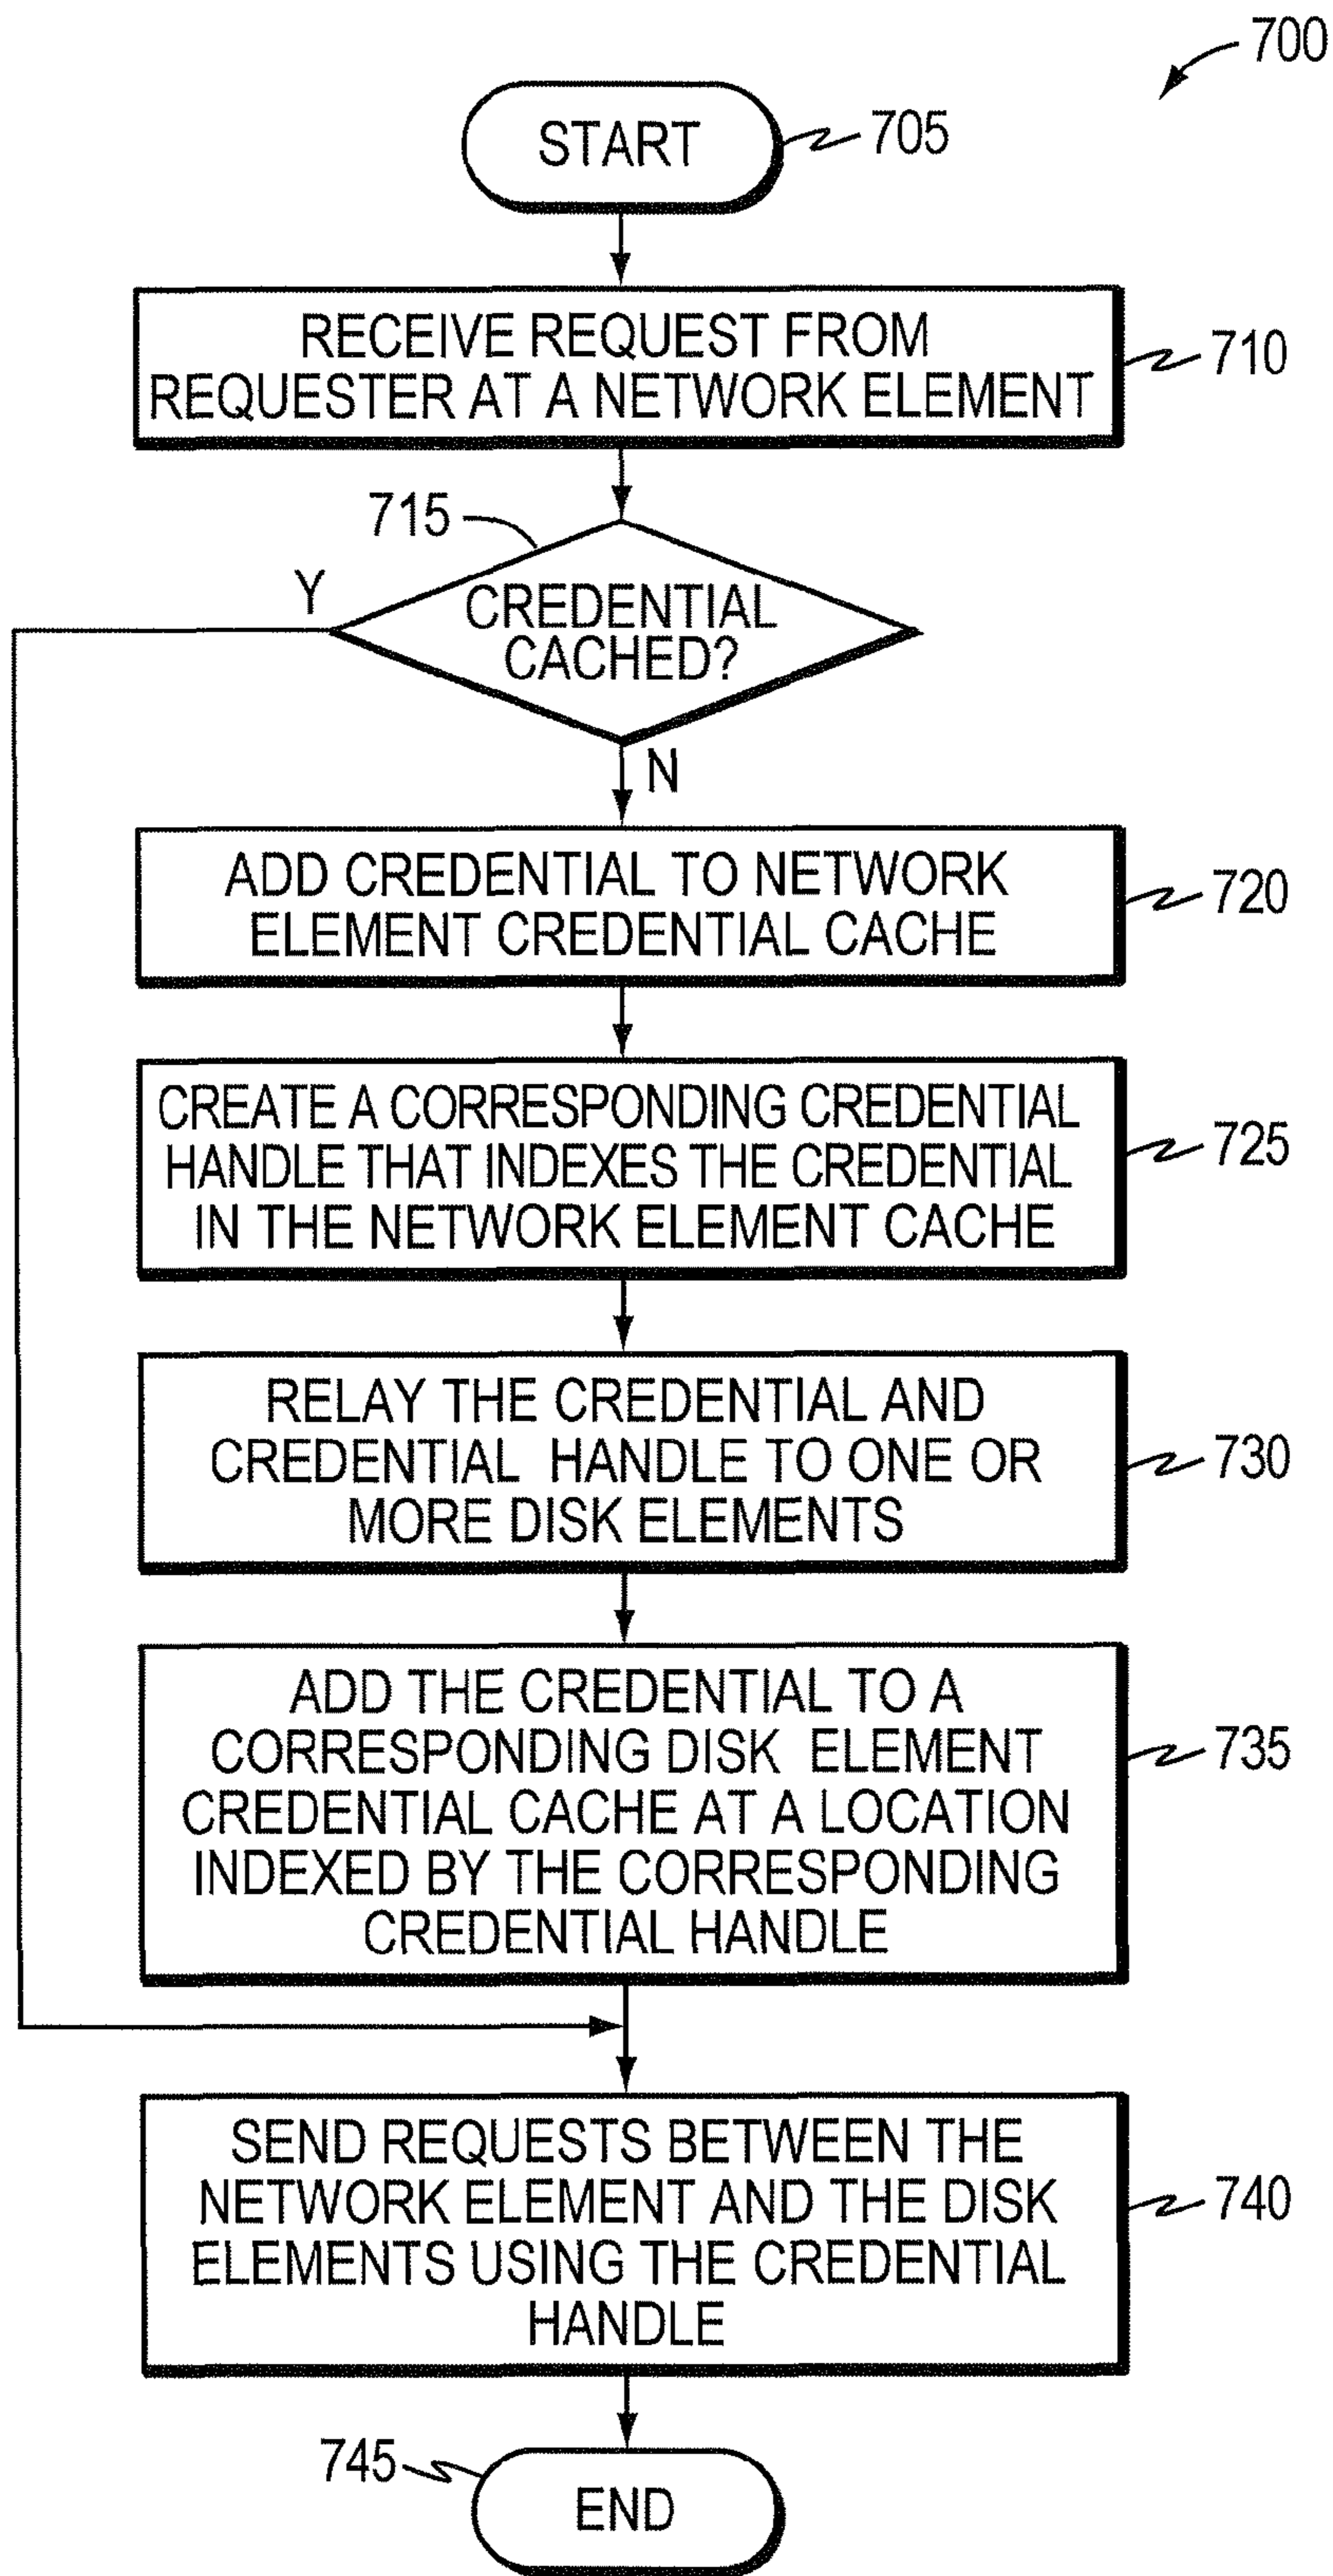 700
START
705
RECEIVE REQUEST FROM
REQUESTER AT A NETWORK ELEMENT
710
715
Y
CREDENTIAL
CACHED?
N
ADD CREDENTIAL TO NETWORK
ELEMENT CREDENTIAL CACHE
720
CREATE A CORRESPONDING CREDENTIAL
HANDLE THAT INDEXES THE CREDENTIAL
IN THE NETWORK ELEMENT CACHE
725
RELAY THE CREDENTIAL AND
CREDENTIAL HANDLE TO ONE OR
MORE DISK ELEMENTS
730
ADD THE CREDENTIAL TO A
CORRESPONDING DISK ELEMENT
CREDENTIAL CACHE AT A LOCATION
INDEXED BY THE CORRESPONDING
CREDENTIAL HANDLE
735
SEND REQUESTS BETWEEN THE
NETWORK ELEMENT AND THE DISK
ELEMENTS USING THE CREDENTIAL
HANDLE
740
745
END